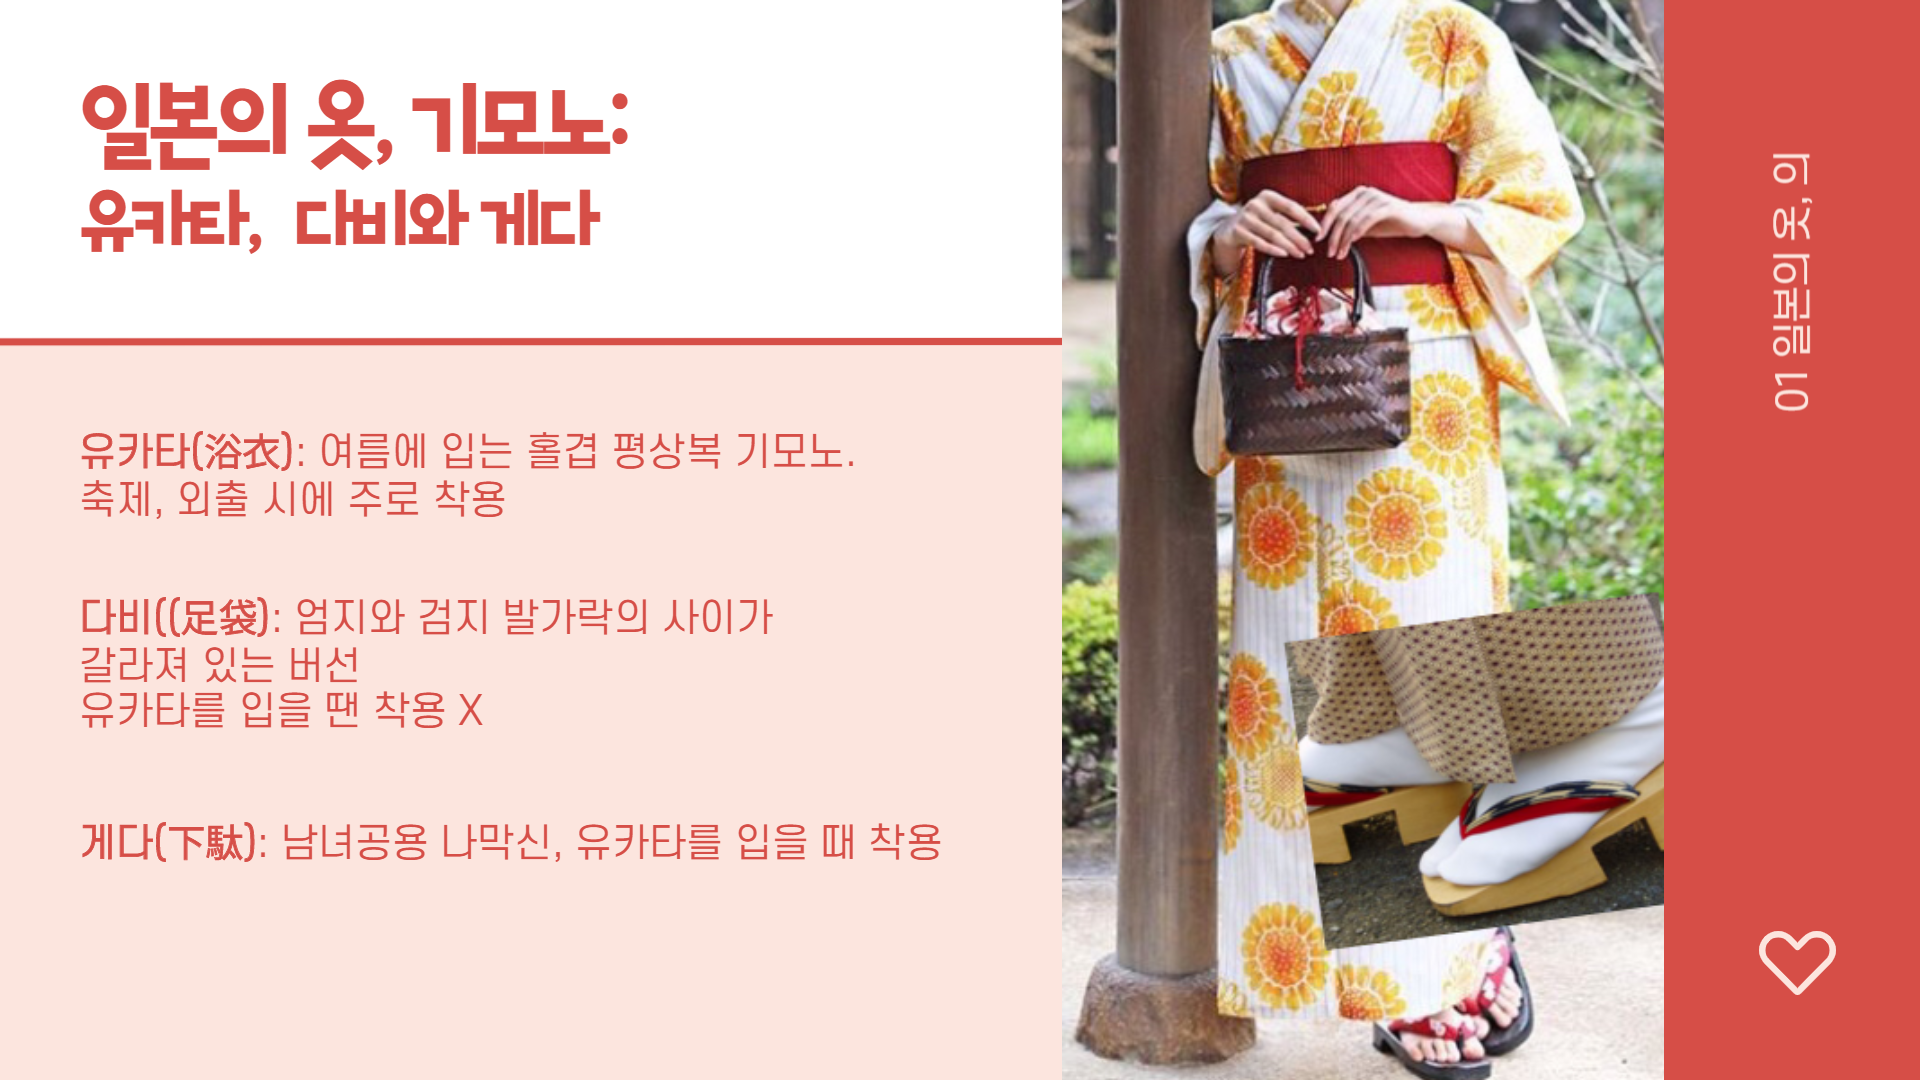 일본의 옷, 기모노:
유카타, 다비와 게다
유카타(浴衣): 여름에 입는 홀겹 평상복 기모노.
축제, 외출 시에 주로 착용
다비((足袋): 엄지와 검지 발가락의 사이가
갈라져 있는 버선
유카타를 입을 땐 착용 X
게다(下駄): 남녀공용 나막신, 유카타를 입을 때 착용
01 일본의 옷, 의